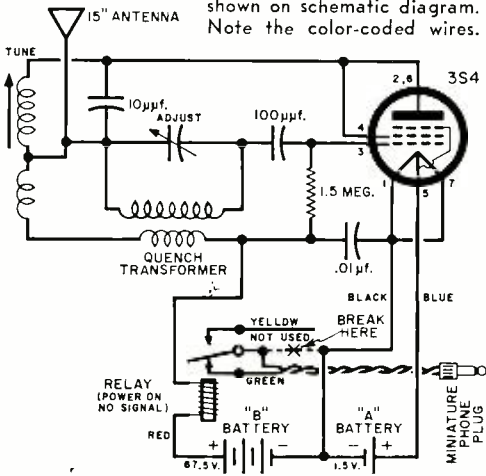 shown on schematic diagram.
Note the color-coded wires.
15" ANTENNA
TUNE
2,6
3S4
10µµf.
ADJUST
100µµf.
4
3
1.5 MEG.
1
5
7
QUENCH
TRANSFORMER
.01µf.
BLACK
BLUE
YELLOW
NOT USED
BREAK
HERE
GREEN
RELAY
(POWER ON
NO SIGNAL)
RED
"B"
BATTERY
"A"
BATTERY
+
-
-
+
67.5V.
1.5V.
MINIATURE
PHONE
PLUG